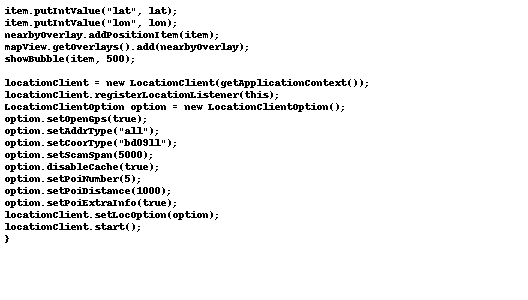 item.putIntValue("lat", lat);
item.putIntValue("lon", lon);
nearbyOverlay.addPositionItem(item);
mapView.getOverlays().add(nearbyOverlay);
showBubble(item, 500);
locationClient = new LocationClient(getApplicationContext());
locationClient.registerLocationListener(this);
LocationClientOption option = new LocationClientOption();
option.setOpenGps(true);
option.setAddrType("all");
option.setCoorType("bd09ll");
option.setScanSpan(5000);
option.disableCache(true);
option.setPoiNumber(5);
option.setPoiDistance(1000);
option.setPoiExtraInfo(true);
locationClient.setLocOption(option);
locationClient.start();
}